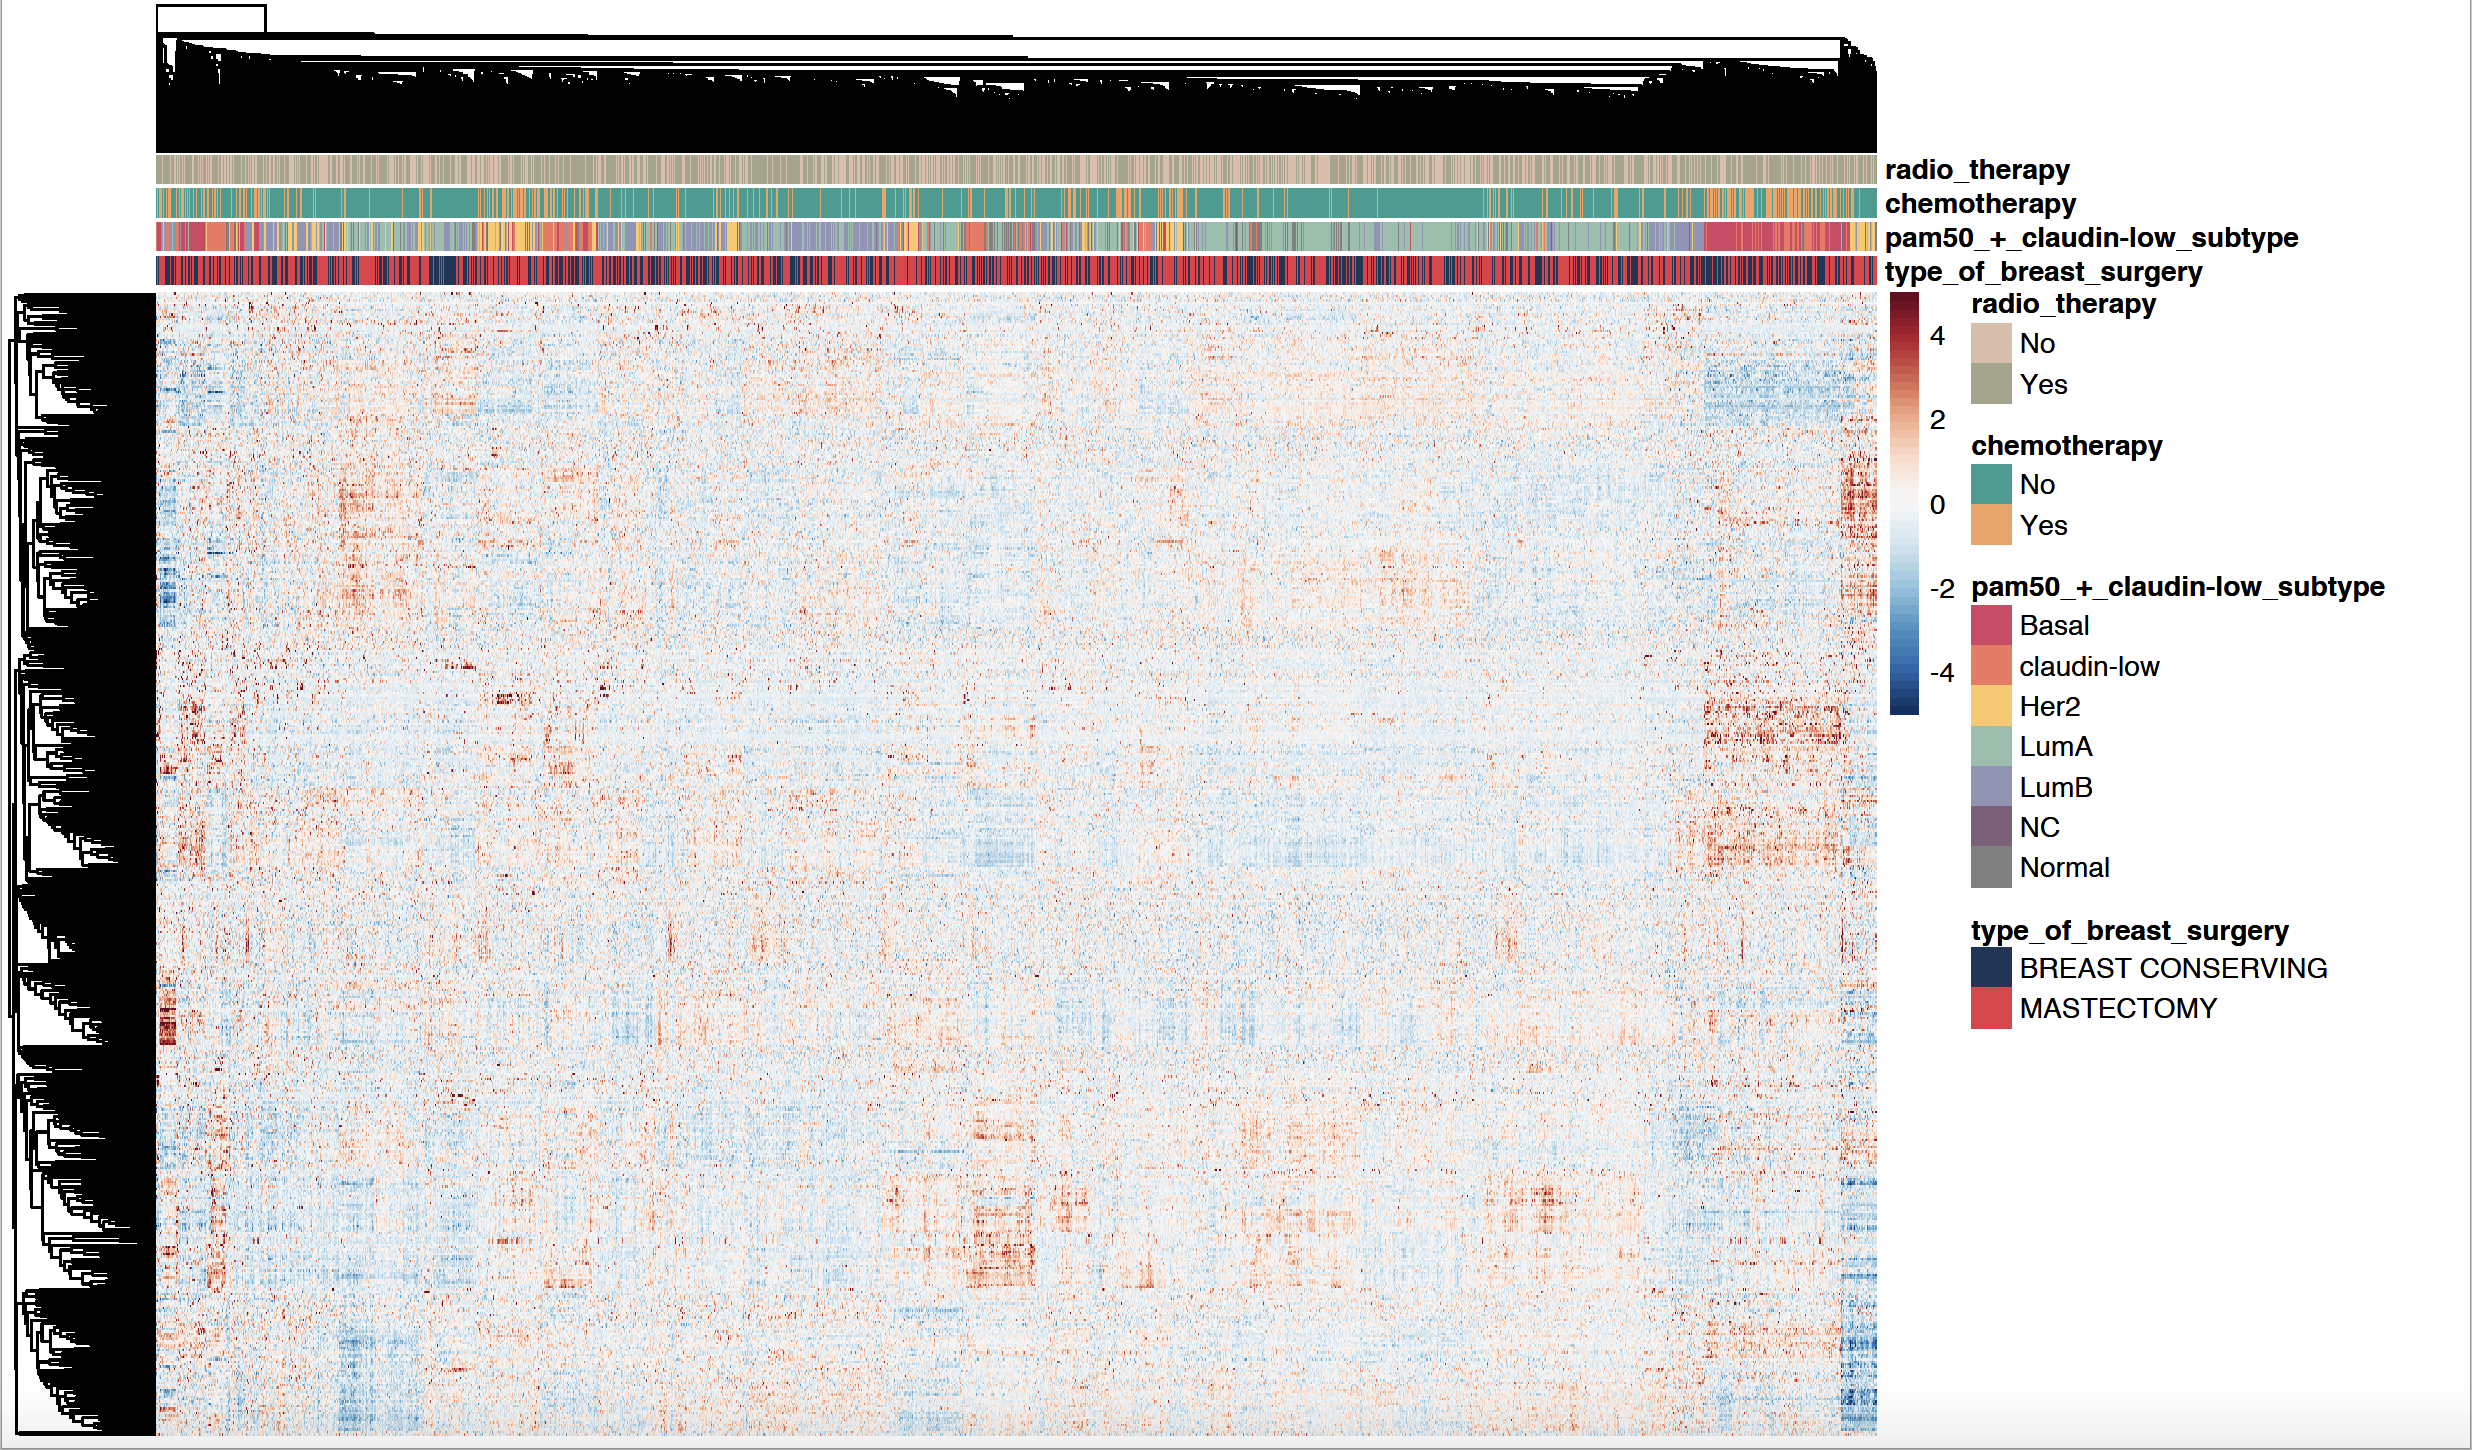 radio_therapy
chemotherapy
pam50_+_claudin-low_subtype
type_of_breast_surgery
4
2
0
-2
-4
radio_therapy
No
Yes
chemotherapy
No
Yes
pam50_+_claudin-low_subtype
Basal
claudin-low
Her2
LumA
LumB
NC
Normal
type_of_breast_surgery
BREAST CONSERVING
MASTECTOMY